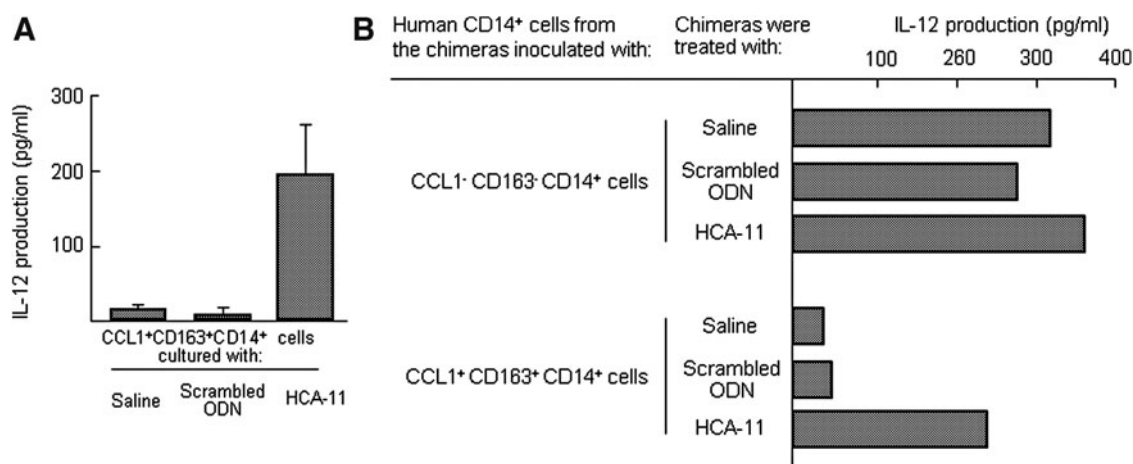 A
IL-12 production (pg/ml)
300
200
100
CCL1⁺CD163⁺CD14⁺ cells
cultured with:
Saline
Scrambled
ODN
HCA-11
B
Human CD14⁺ cells from
the chimeras inoculated with:
Chimeras were
treated with:
IL-12 production (pg/ml)
100 260 300 400
CCL1⁻ CD163⁻ CD14⁺ cells
Saline
Scrambled
ODN
HCA-11
CCL1⁺ CD163⁺ CD14⁺ cells
Saline
Scrambled
ODN
HCA-11